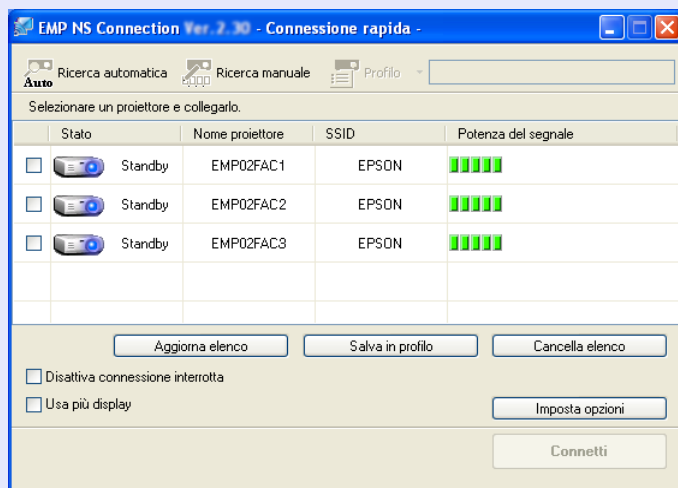 EMP NS Connection Ver.2.30 - Connessione rapida -
Auto Ricerca automatica Ricerca manuale Profilo
Selezionare un proiettore e collegarlo.
Stato Nome proiettore SSID Potenza del segnale
Standby EMP02FAC1 EPSON
Standby EMP02FAC2 EPSON
Standby EMP02FAC3 EPSON
Aggiorna elenco Salva in profilo Cancella elenco
Disattiva connessione interrotta
Usa più display
Imposta opzioni
Connetti